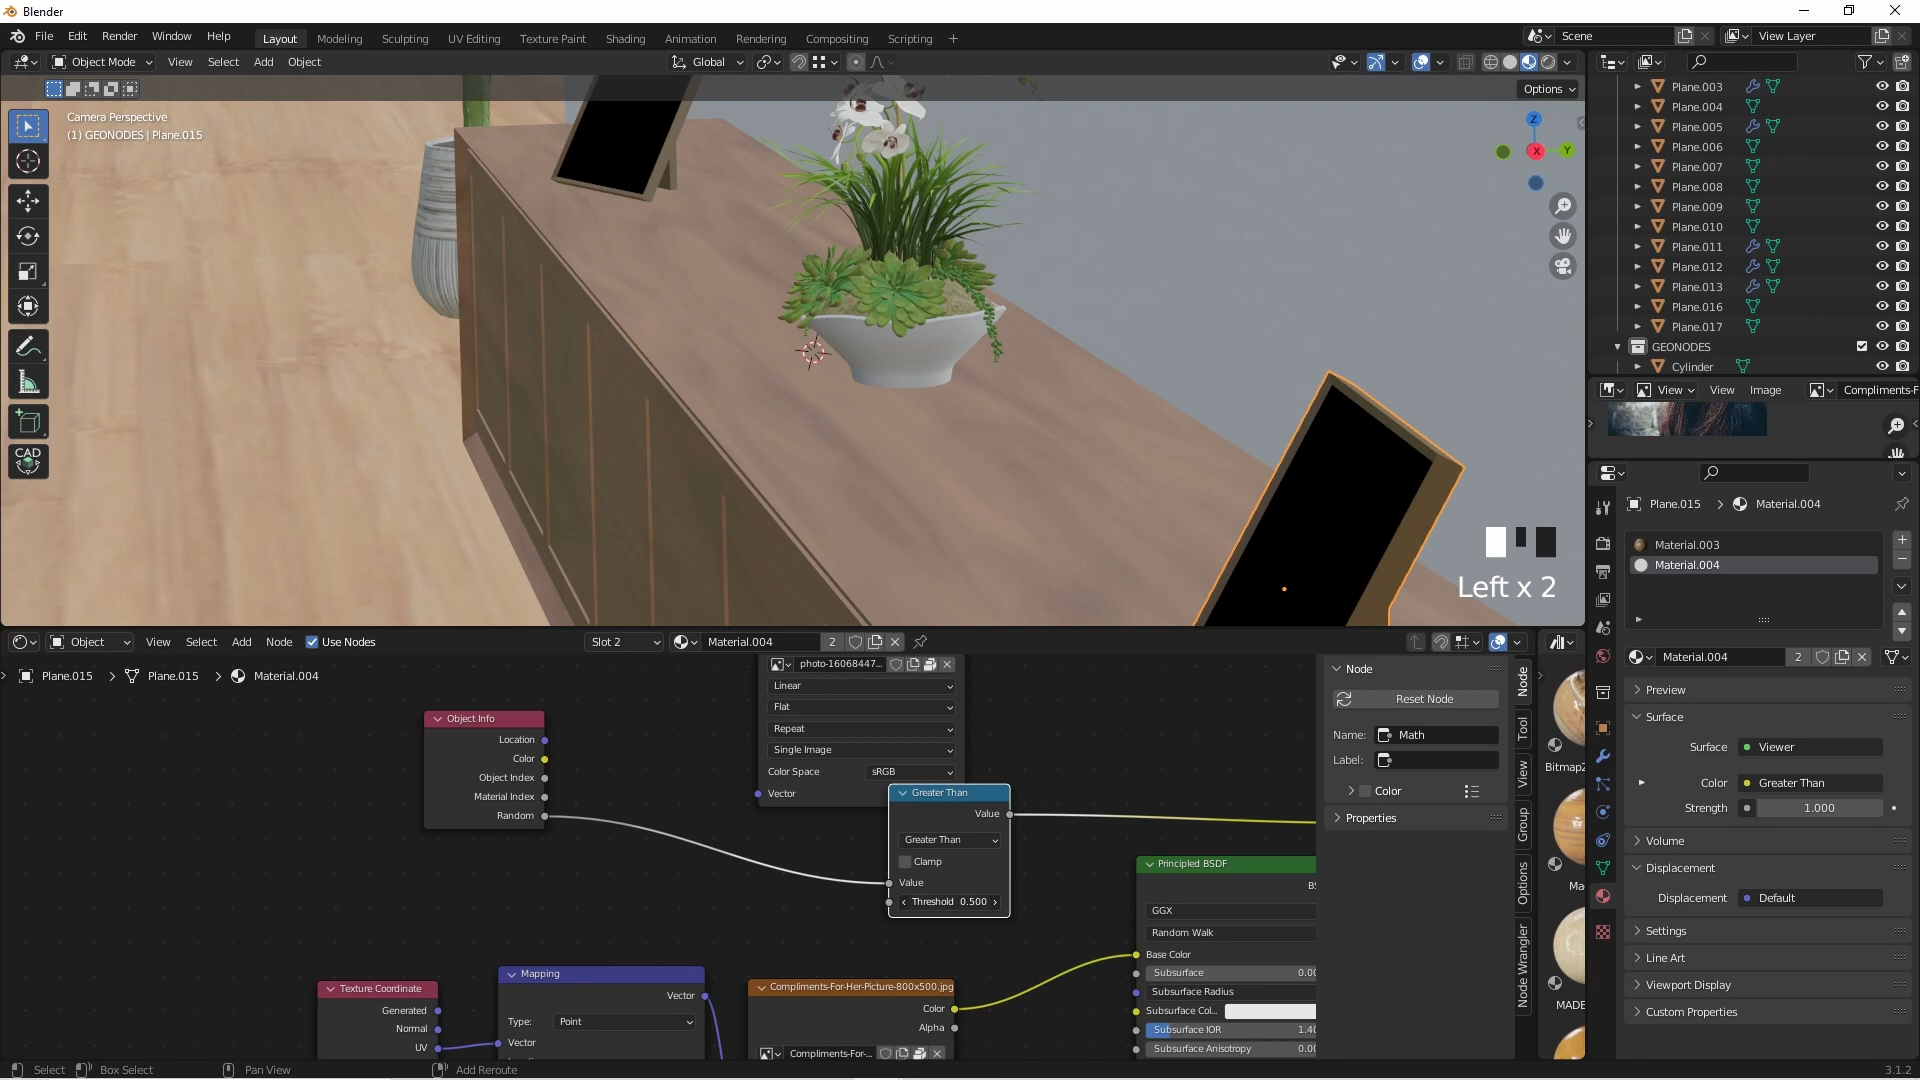 Blender
File Edit Render Window Help Layout Modeling Sculpting UV Editing Texture Paint Shading Animation Rendering Compositing Scripting + Scene View Layer
Object Mode View Select Add Object Global
Options
Camera Perspective
(1) GEONODES | Plane.015
Z
X
Y
CAD
Left x 2
Plane.003
Plane.004
Plane.005
Plane.006
Plane.007
Plane.008
Plane.009
Plane.010
Plane.011
Plane.012
Plane.013
Plane.016
Plane.017
GEONODES
Cylinder
View View Image Compliments-F
Plane.015 > Material.004
Material.003
Material.004
Material.004 2
Preview
Surface
Surface Viewer
Color Greater Than
Strength 1.000
Volume
Displacement
Displacement Default
Settings
Line Art
Viewport Display
Custom Properties
Object View Select Add Node Use Nodes Slot 2 Material.004 2
Plane.015 > Plane.015 > Material.004
Object Info
Location
Color
Object Index
Material Index
Random
photo-16068447...
Linear
Flat
Repeat
Single Image
Color Space sRGB
Vector
Greater Than
Value
Greater Than
Clamp
Value
Threshold 0.500
Principled BSDF
GGX
Random Walk
Base Color
Subsurface 0.00
Subsurface Radius
Subsurface Col...
Subsurface IOR 1.40
Subsurface Anisotropy 0.00
Texture Coordinate
Generated
Normal
UV
Mapping
Vector
Type: Point
Vector
Compliments-For-Her-Picture-800x500.jpg
Color
Alpha
Compliments-For-...
Node
Reset Node
Name: Math
Label:
Color
Properties
Node
Tool
View
Group
Options
Node Wrangler
Bitmap2
Ma
MADE
Select Box Select Pan View Add Reroute 3.1.2